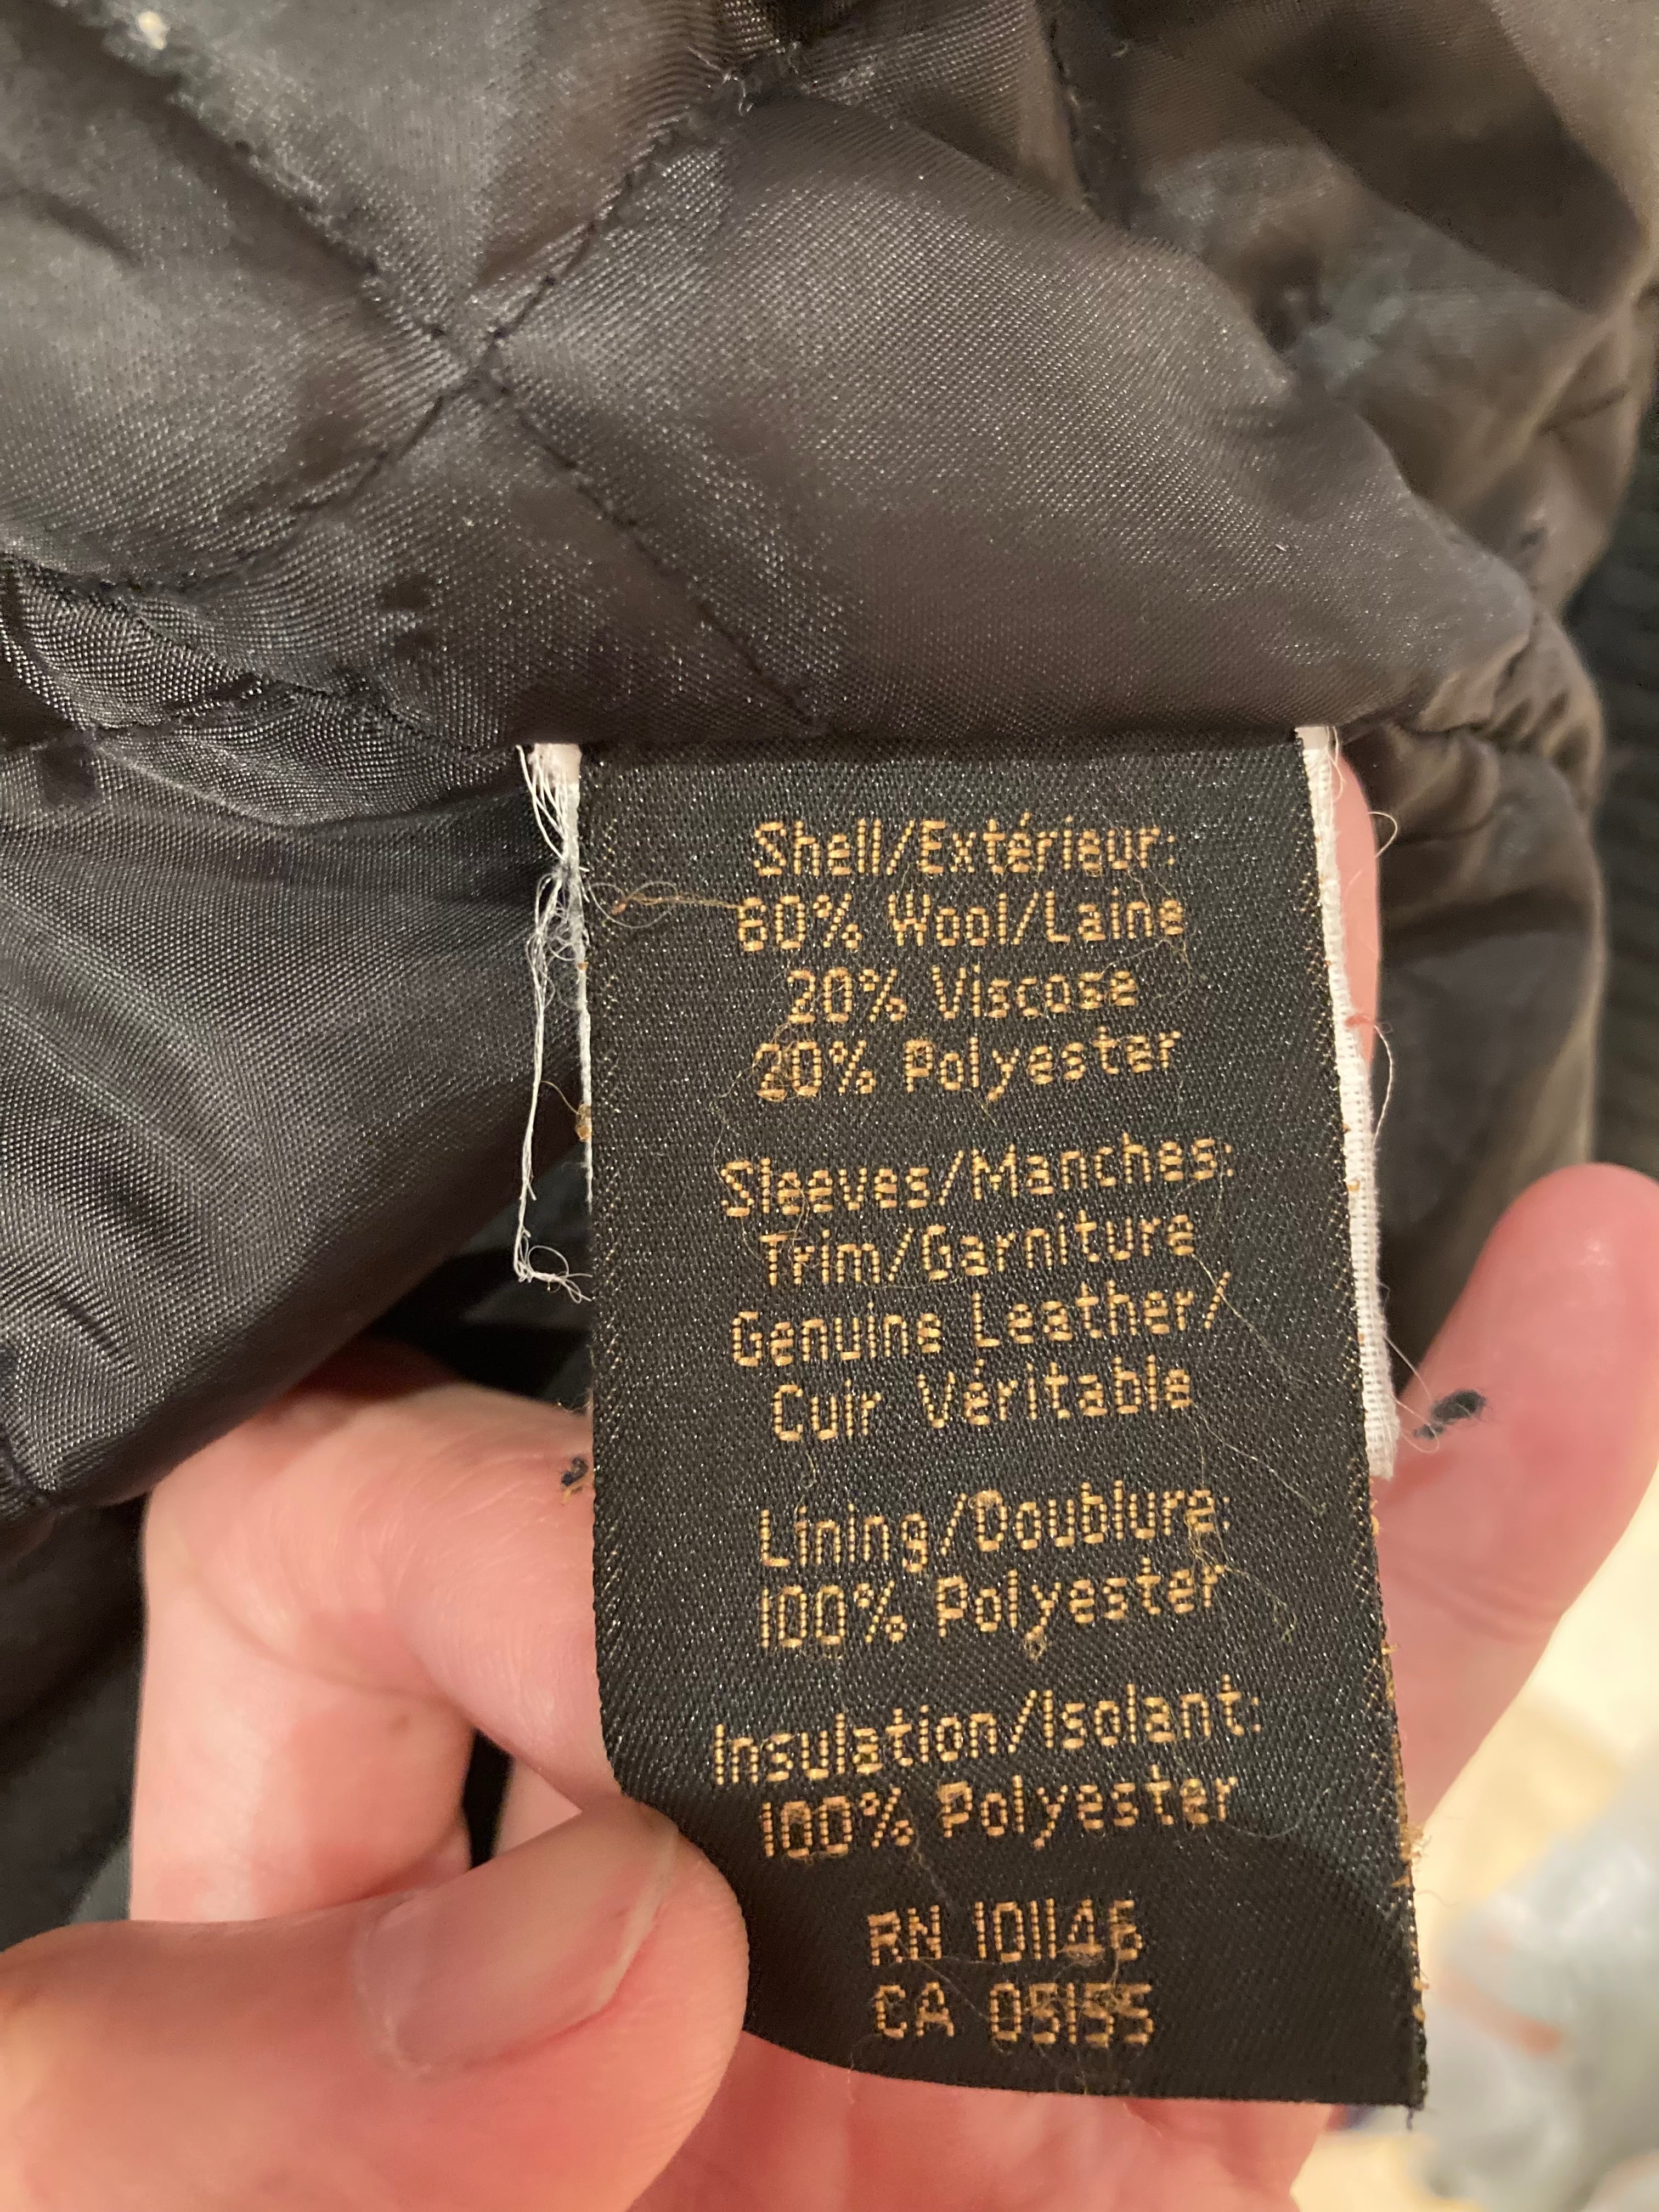 Shell/Extérieur:
60% Wool/Laine
20% Viscose
20% Polyester
Sleeves/Manches:
Trim/Garniture
Genuine Leather/
Cuir Véritable
Lining/Doublure:
100% Polyester
Insulation/Isolant:
100% Polyester
RN 101146
CA 05155